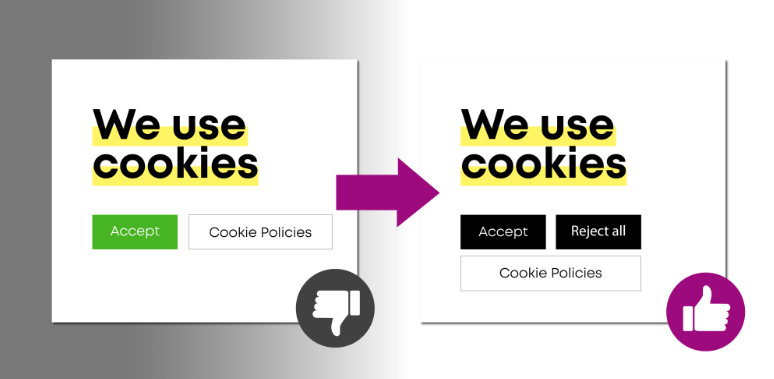 We use
cookies
Accept
Cookie Policies
We use
cookies
Accept
Reject all
Cookie Policies